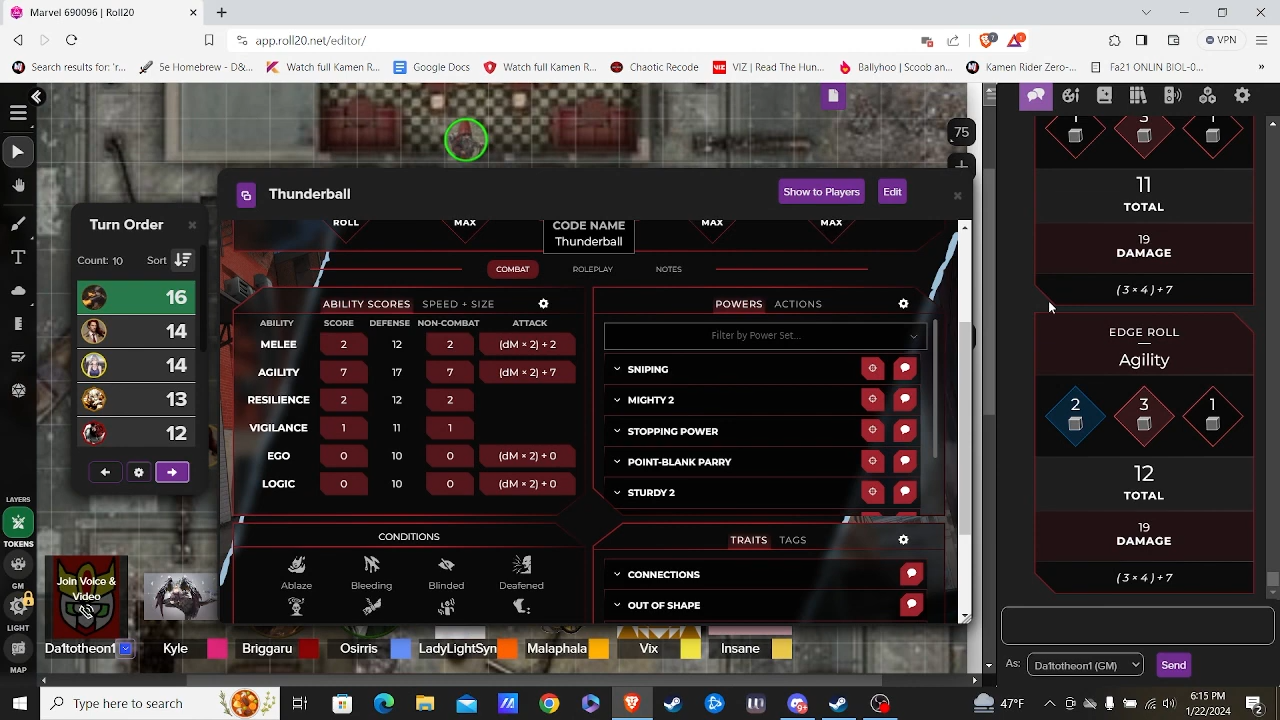 Marvel 690096 | Roll20
app.roll20.net/editor/
VPN
Search results for: 'r...
5e Homebrew - D&...
Watch full Kamen R...
Google Docs
Watch full Kamen R...
Chaotic-Recode
VIZ | Read The Hun...
Ballyhoo | Scoob an...
Kamen Rider Zero-...
Fa21 ONLIN BIOL-0...
75
Thunderball
Show to Players
Edit
Turn Order
Count: 10
Sort
16
14
14
13
12
ROLL
MAX
CODE NAME
Thunderball
MAX
MAX
COMBAT
ROLEPLAY
NOTES
ABILITY SCORES
SPEED + SIZE
ABILITY
SCORE
DEFENSE
NON-COMBAT
ATTACK
MELEE 2 12 2 (dM × 2) + 2
AGILITY 7 17 7 (dM × 2) + 7
RESILIENCE 2 12 2
VIGILANCE 1 11 1
EGO 0 10 0 (dM × 2) + 0
LOGIC 0 10 0 (dM × 2) + 0
POWERS
ACTIONS
Filter by Power Set...
SNIPING
MIGHTY 2
STOPPING POWER
POINT-BLANK PARRY
STURDY 2
CONDITIONS
Ablaze
Bleeding
Blinded
Deafened
TRAITS
TAGS
CONNECTIONS
OUT OF SHAPE
11
TOTAL
19
DAMAGE
(3 × 4) + 7
EDGE ROLL
Agility
2
3
1
12
TOTAL
19
DAMAGE
(3 × 4) + 7
LAYERS
TOKENS
GM
LIGHT
MAP
Join Voice &
Video
Da1totheon1
Kyle
Briggaru
Osirris
LadyLightSyn
Malaphala
Vix
Insane
As:
Da1totheon1 (GM)
Send
Type here to search
47°F
6:15 PM
1/22/2024